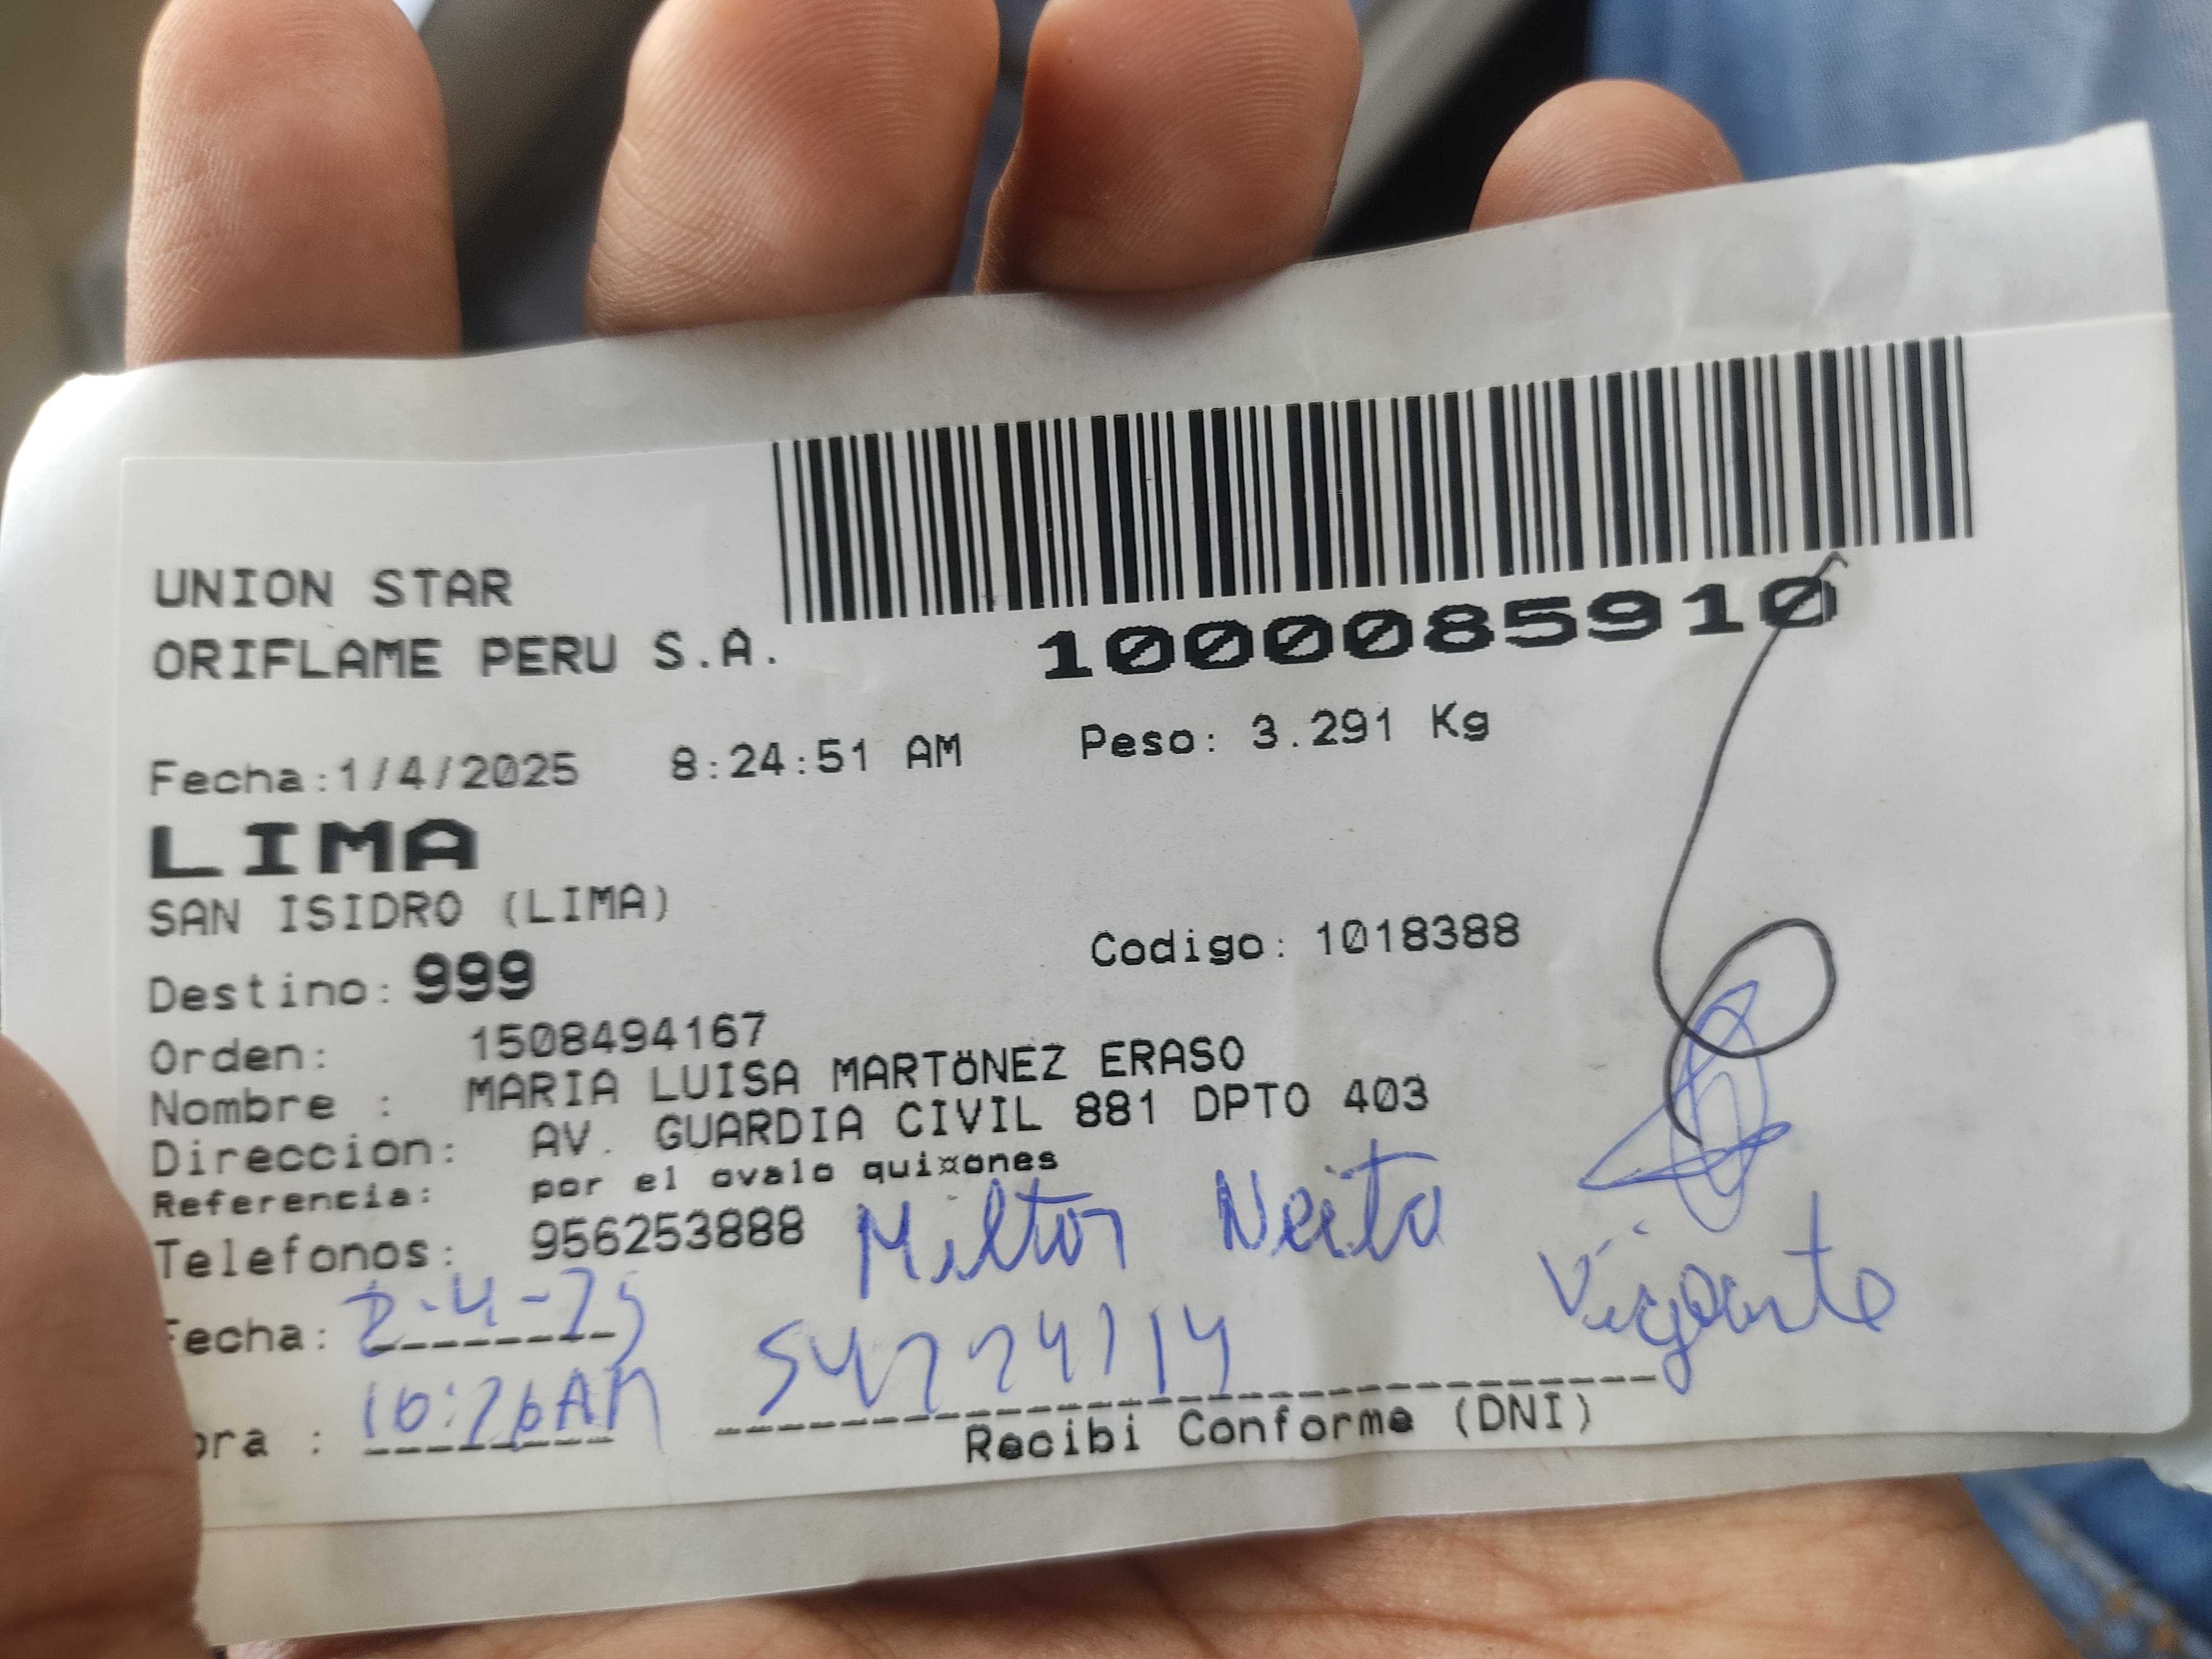 UNION STAR
ORIFLAME PERU S.A.
1000085910
Fecha:1/4/2025 8:24:51 AM Peso: 3.291 Kg
LIMA
SAN ISIDRO (LIMA)
Destino: 999 Codigo: 1018388
Orden: 1508494167
Nombre : MARIA LUISA MARTÖNEZ ERASO
Direccion: AV. GUARDIA CIVIL 881 DPTO 403
Referencia: por el ovalo qui¤ones
Telefonos: 956253888
Milton Neita
Vigante
Fecha: 2-4-25
ora : 10:26AM
Recibi Conforme (DNI)